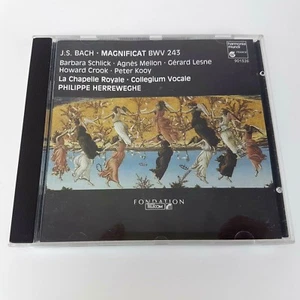 J.S. BACH · MAGNIFICAT BWV 243
Barbara Schlick · Agnès Mellon · Gérard Lesne
Howard Crook · Peter Kooy
La Chapelle Royale · Collegium Vocale
PHILIPPE HERREWEGHE
harmonia
mundi
FONDATION
TELECOM